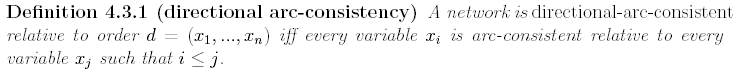 Definition 4.3.1 (directional arc-consistency) A network is directional-arc-consistent
relative to order d = (x₁, ..., xₙ) iff every variable xᵢ is arc-consistent relative to every
variable xⱼ such that i ≤ j.